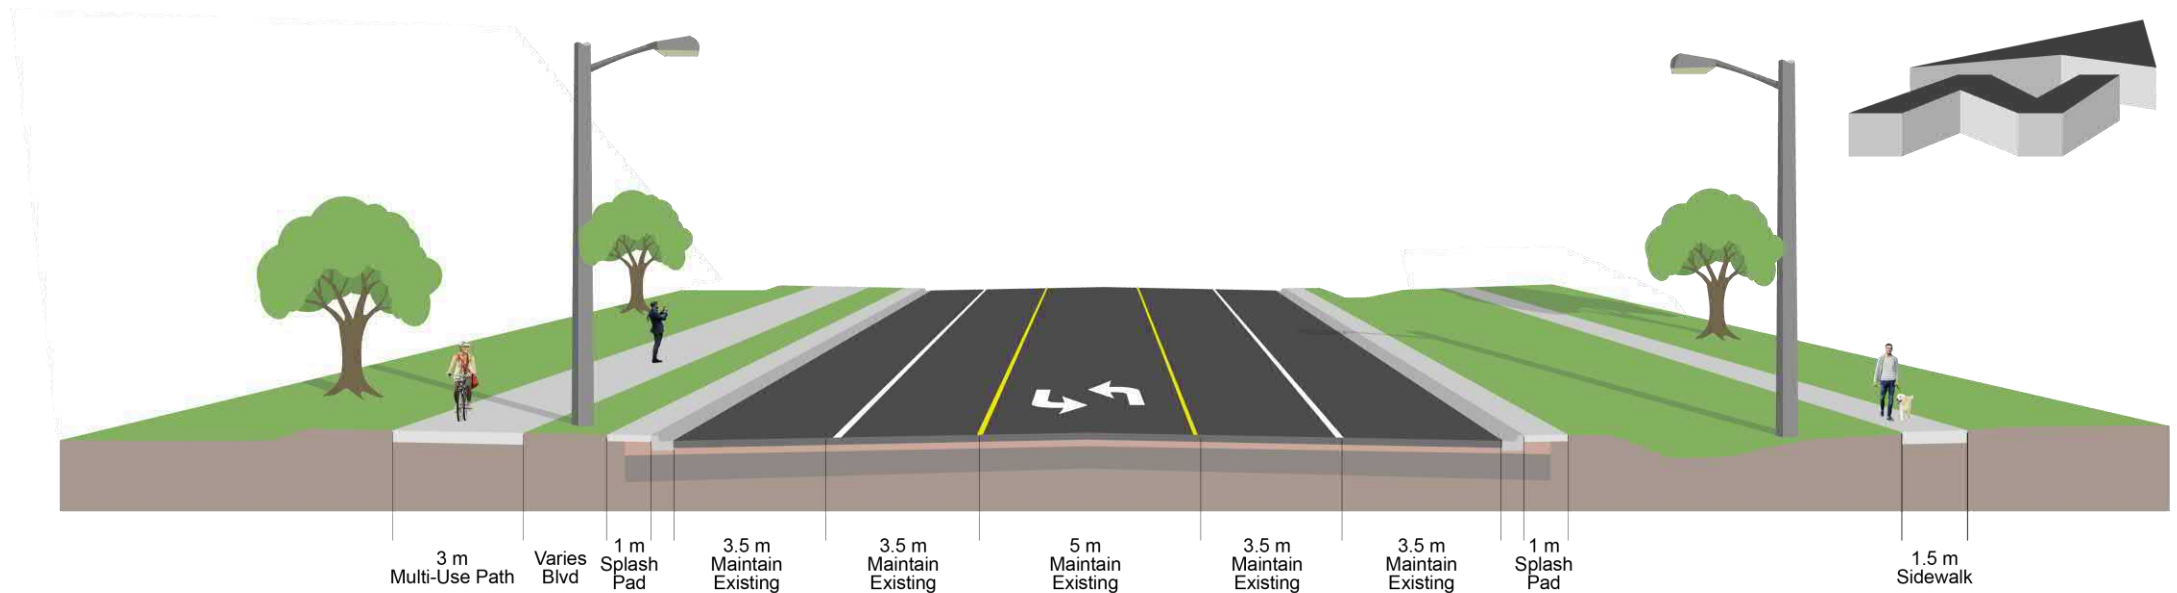 3 m
Multi-Use Path
Varies
Blvd
1 m
Splash
Pad
3.5 m
Maintain
Existing
3.5 m
Maintain
Existing
5 m
Maintain
Existing
3.5 m
Maintain
Existing
3.5 m
Maintain
Existing
1 m
Splash
Pad
1.5 m
Sidewalk